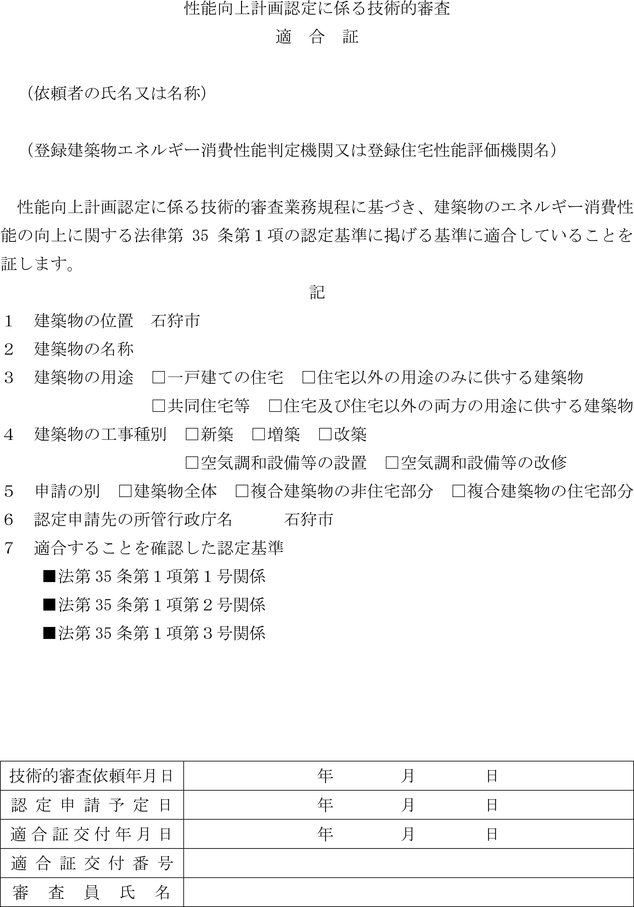 性能向上計画認定に係る技術的審査
適　合　証
（依頼者の氏名又は名称）
（登録建築物エネルギー消費性能判定機関又は登録住宅性能評価機関名）
性能向上計画認定に係る技術的審査業務規程に基づき、建築物のエネルギー消費性
能の向上に関する法律第 35 条第１項の認定基準に掲げる基準に適合していることを
証します。
記
１　建築物の位置　石狩市
２　建築物の名称
３　建築物の用途　□一戸建ての住宅　□住宅以外の用途のみに供する建築物
□共同住宅等　□住宅及び住宅以外の両方の用途に供する建築物
４　建築物の工事種別　□新築　□増築　□改築
□空気調和設備等の設置　□空気調和設備等の改修
５　申請の別　□建築物全体　□複合建築物の非住宅部分　□複合建築物の住宅部分
６　認定申請先の所管行政庁名　　　石狩市
７　適合することを確認した認定基準
■法第 35 条第１項第１号関係
■法第 35 条第１項第２号関係
■法第 35 条第１項第３号関係
技術的審査依頼年月日　年　月　日
認定申請予定日　年　月　日
適合証交付年月日　年　月　日
適合証交付番号
審査員氏名